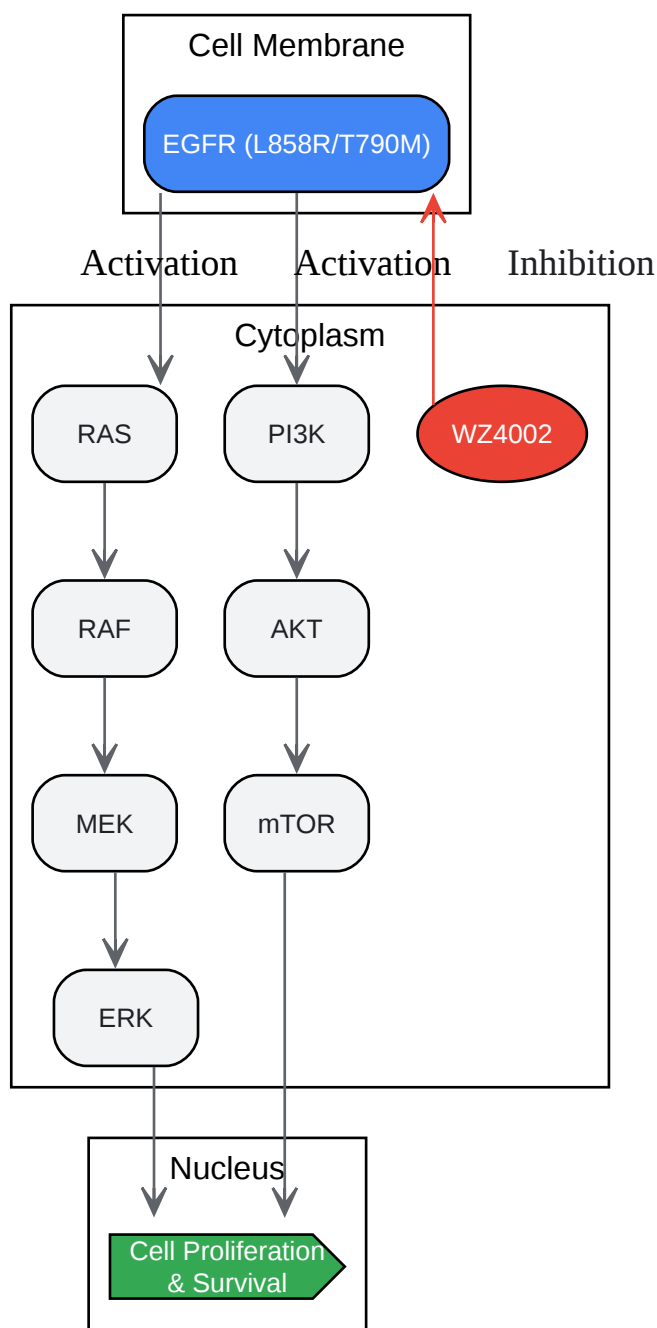 Cell Membrane
EGFR (L858R/T790M)
Activation
Activation
Inhibition
Cytoplasm
RAS
PI3K
WZ4002
RAF
AKT
MEK
mTOR
ERK
Nucleus
Cell Proliferation
& Survival